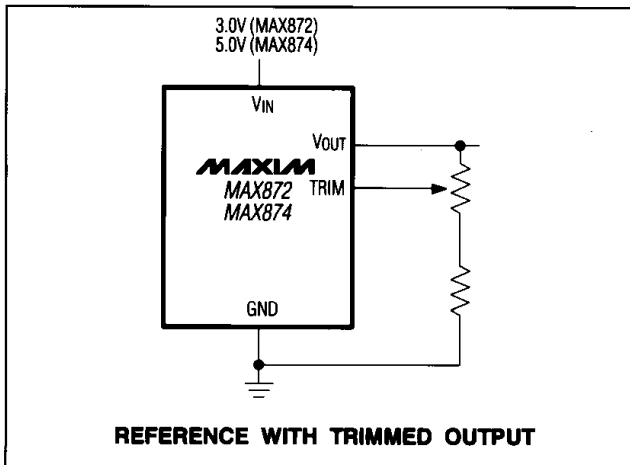 3.0V (MAX872)
5.0V (MAX874)
VIN
VOUT
MAXIM
MAX872
TRIM
MAX874
GND
REFERENCE WITH TRIMMED OUTPUT